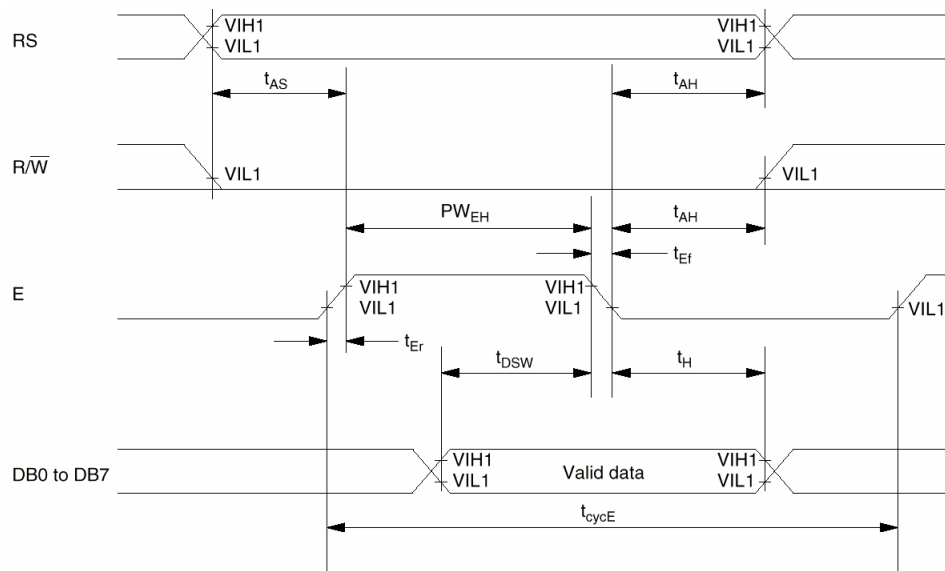 RS
VIH1
VIL1
VIH1
VIL1
tAS
tAH
R/W̅
VIL1
VIL1
PWEH
tAH
tEf
E
VIH1
VIL1
VIH1
VIL1
VIL1
tEr
tDSW
tH
DB0 to DB7
VIH1
VIL1
Valid data
VIH1
VIL1
tcycE